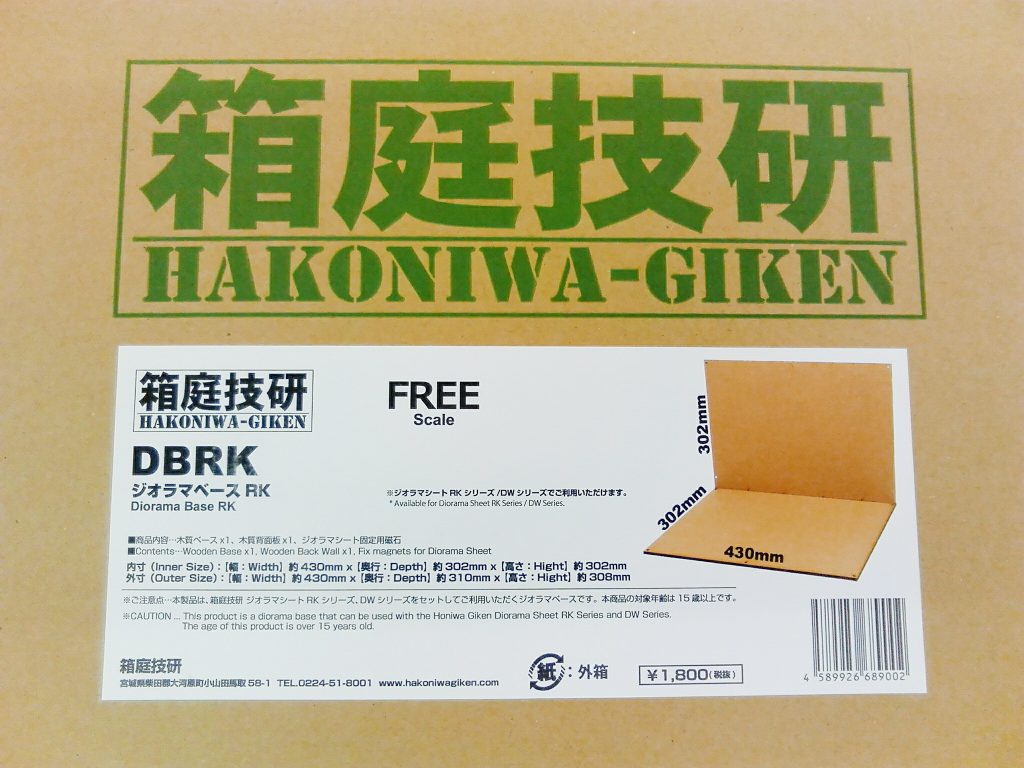 箱庭技研
HAKONIWA-GIKEN
箱庭技研
HAKONIWA-GIKEN
DBRK
ジオラマベース RK
Diorama Base RK
FREE
Scale
※ジオラマシート RK シリーズ /DW シリーズでご利用いただけます。
* Available for Diorama Sheet RK Series / DW Series.
302mm
302mm
430mm
■商品内容…木質ベース x1、木質背面板 x1、ジオラマシート固定用磁石
■Contents…Wooden Base x1, Wooden Back Wall x1, Fix magnets for Diorama Sheet
内寸（Inner Size）:【幅：Width】約 430mm x【奥行：Depth】約 302mm x【高さ：Hight】約 302mm
外寸（Outer Size）:【幅：Width】約 430mm x【奥行：Depth】約 310mm x【高さ：Hight】約 308mm
※ご注意点…本製品は、箱庭技研 ジオラマシート RK シリーズ、DW シリーズをセットしてご利用いただくジオラマベースです。本商品の対象年齢は 15 歳以上です。
※CAUTION ... This product is a diorama base that can be used with the Honiwa Giken Diorama Sheet RK Series and DW Series.
The age of this product is over 15 years old.
箱庭技研
宮城県柴田郡大河原町小山田馬取 58-1 TEL.0224-51-8001 www.hakoniwagiken.com
紙：外箱
¥1,800(税抜)
4 589926 689002